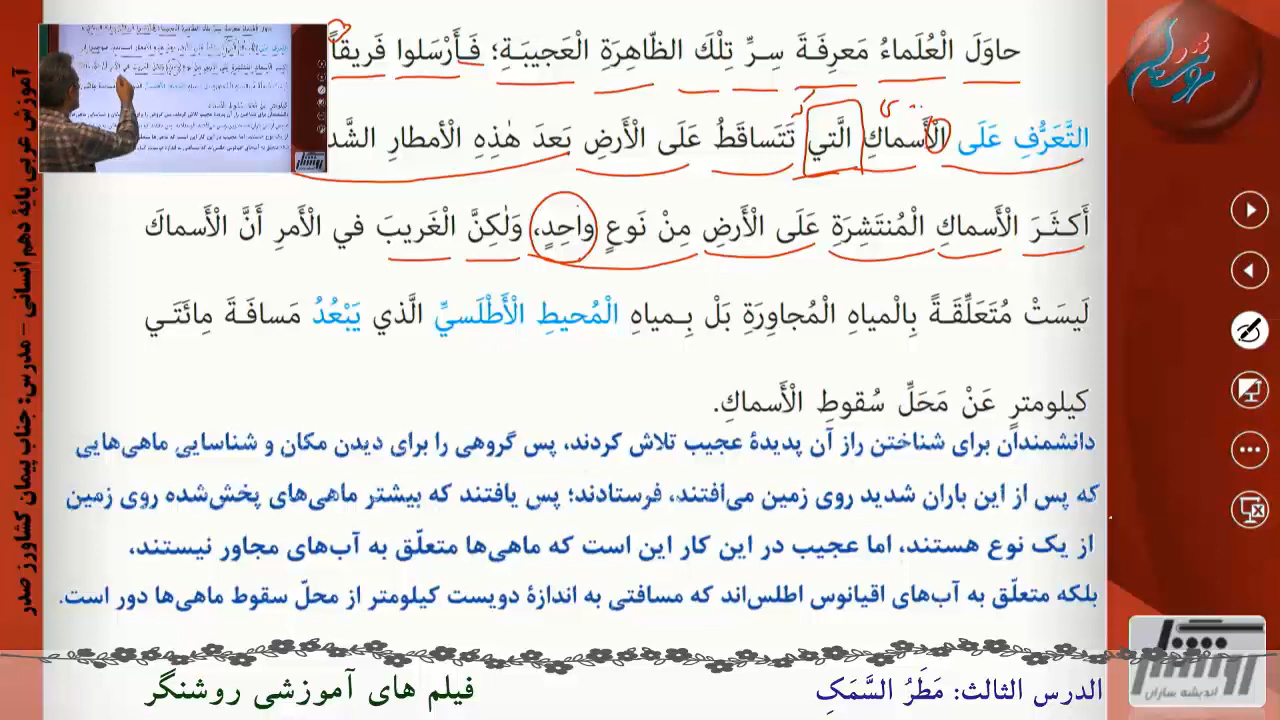 حاوَلَ الْعُلَماءُ مَعرِفَةَ سِرِّ تِلْكَ الظّاهِرَةِ الْعَجيبَةِ؛ فَأَرْسَلوا فَريقاً
التَّعَرُّفِ عَلَى الْأَسماكِ الَّتي تَتَساقَطُ عَلَى الْأَرضِ بَعدَ هٰذِهِ الْأمطارِ الشَّد
أَكثَرَ الْأَسماكِ الْمُنتَشِرَةِ عَلَى الْأَرضِ مِنْ نَوعٍ واحِدٍ، وَلٰكِنَّ الْغَريبَ في الْأَمرِ أَنَّ الْأَسماكَ
لَيسَتْ مُتَعَلِّقَةً بِالْمياهِ الْمُجاوِرَةِ بَلْ بِمياهِ الْمُحيطِ الْأَطْلَسيِّ الَّذي يَبْعُدُ مَسافَةَ مِائَتَي
کیلومترٍ عَنْ مَحَلِّ سُقوطِ الْأَسماكِ.
دانشمندان برای شناختن راز آن پدیدهٔ عجیب تلاش کردند، پس گروهی را برای دیدن مکان و شناسایی ماهی‌هایی
که پس از این باران شدید روی زمین می‌افتند، فرستادند؛ پس یافتند که بیشتر ماهی‌های پخش‌شده روی زمین
از یک نوع هستند، اما عجیب در این کار این است که ماهی‌ها متعلّق به آب‌های مجاور نیستند،
بلکه متعلّق به آب‌های اقیانوس اطلس‌اند که مسافتی به اندازهٔ دویست کیلومتر از محلّ سقوط ماهی‌ها دور است.
الدرس الثالث: مَطَرُ السَّمَكِ
فیلم های آموزشی روشنگر
آموزش عربی پایهٔ دهم انسانی – مدرس: جناب پیمان کشاورز صدر
اندیشه سازان